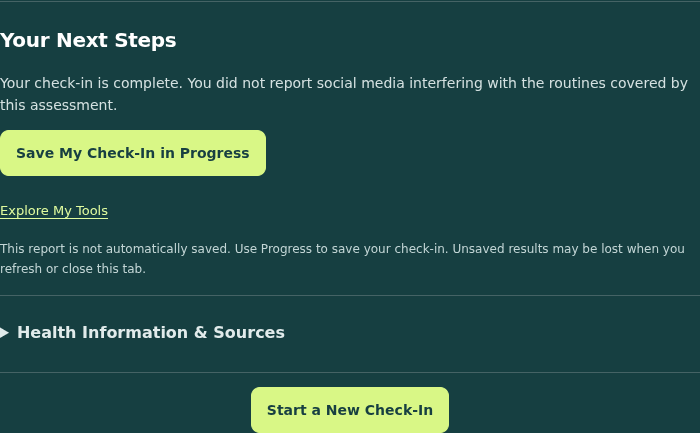 Your Next Steps
Your check-in is complete. You did not report social media interfering with the routines covered by
this assessment.
Save My Check-In in Progress
Explore My Tools
This report is not automatically saved. Use Progress to save your check-in. Unsaved results may be lost when you
refresh or close this tab.
Health Information & Sources
Start a New Check-In